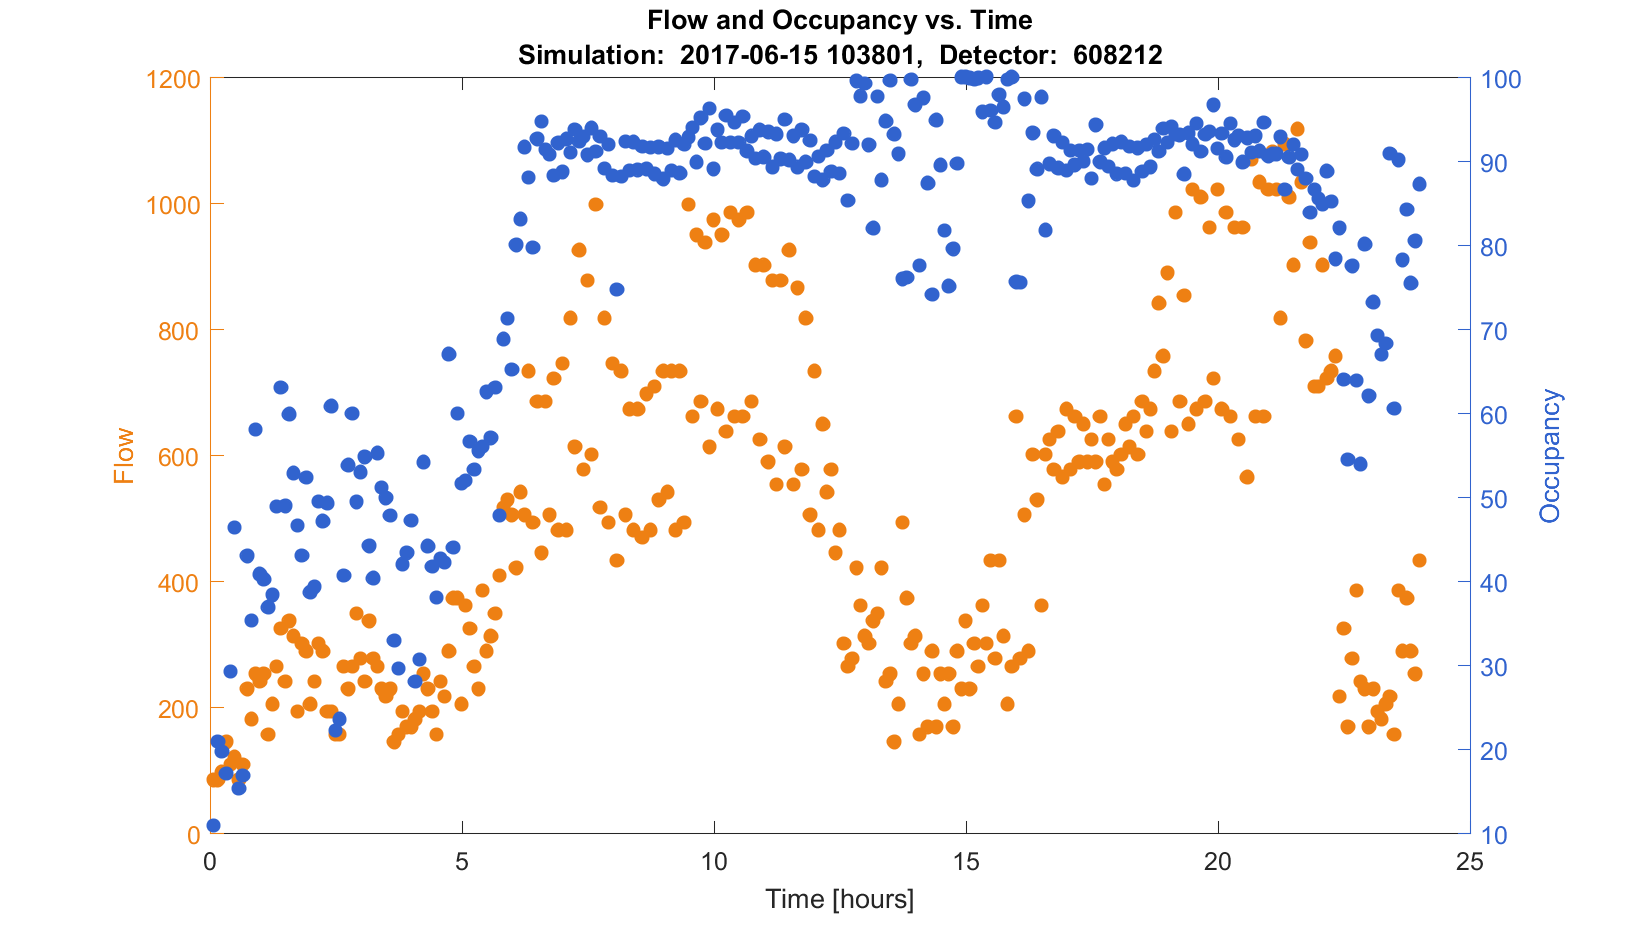 Flow and Occupancy vs. Time
Simulation: 2017-06-15 103801, Detector: 608212
1200
1000
800
600
400
200
0
Flow
100
90
80
70
60
50
40
30
20
10
Occupancy
0 5 10 15 20 25
Time [hours]